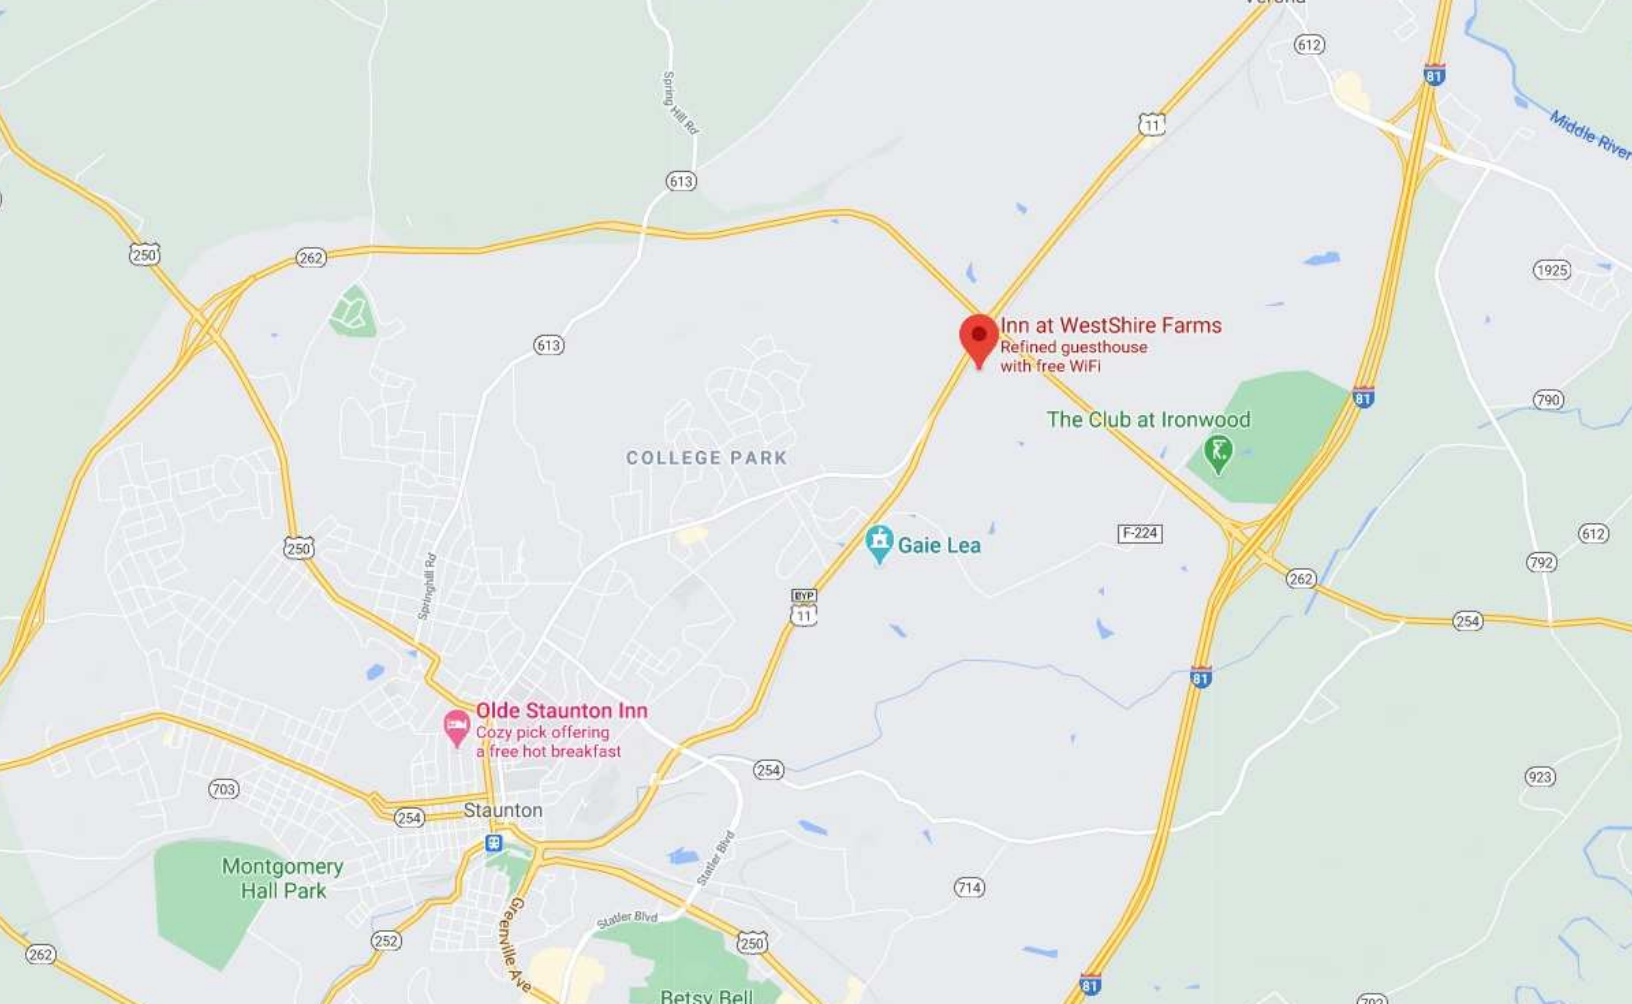 Verona
612
81
11
Middle River
Spring Hill Rd
613
250
262
1925
613
Inn at WestShire Farms
Refined guesthouse
with free WiFi
81
790
The Club at Ironwood
COLLEGE PARK
F-224
612
250
Gaie Lea
792
262
Springhill Rd
BYP
11
254
81
Olde Staunton Inn
Cozy pick offering
a free hot breakfast
254
923
703
Staunton
254
Montgomery
Hall Park
Statler Blvd
714
Statler Blvd
Greenville Ave
252
250
262
81
Betsy Bell
792